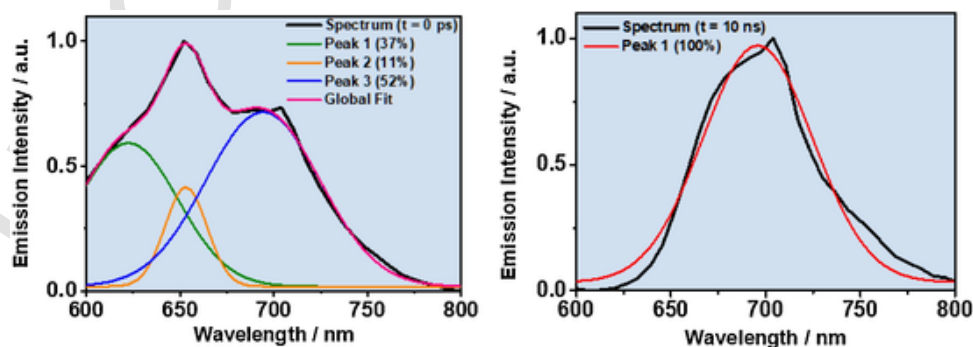 Spectrum (t = 0 ps)
Peak 1 (37%)
Peak 2 (11%)
Peak 3 (52%)
Global Fit
1.0
0.5
0.0
600 650 700 750 800
Emission Intensity / a.u.
Wavelength / nm
Spectrum (t = 10 ns)
Peak 1 (100%)
1.0
0.5
0.0
600 650 700 750 800
Emission Intensity / a.u.
Wavelength / nm